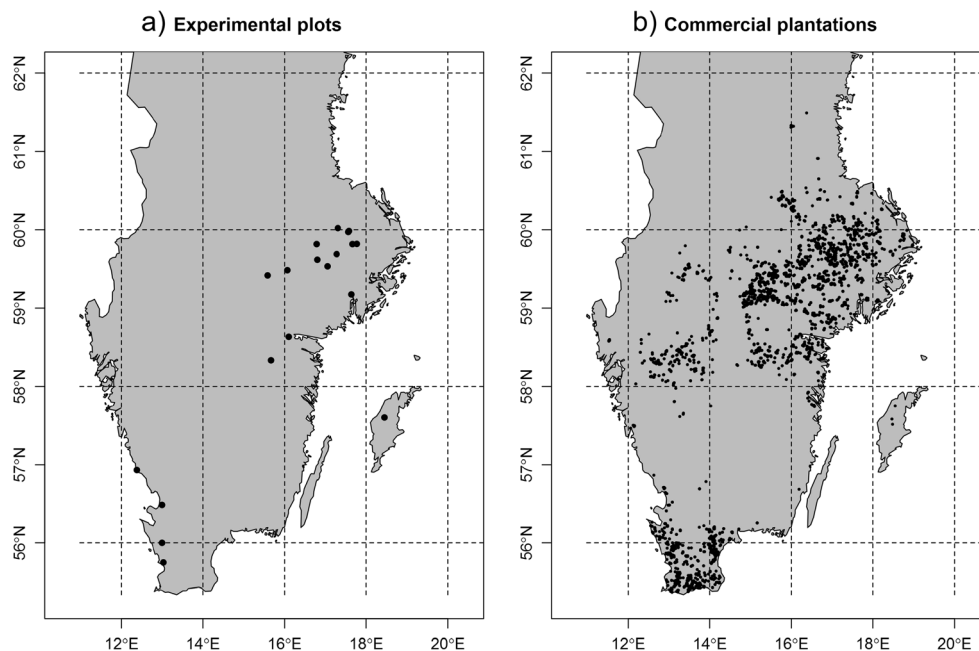 a) Experimental plots
b) Commercial plantations
62°N
61°N
60°N
59°N
58°N
57°N
56°N
12°E 14°E 16°E 18°E 20°E
62°N
61°N
60°N
59°N
58°N
57°N
56°N
12°E 14°E 16°E 18°E 20°E